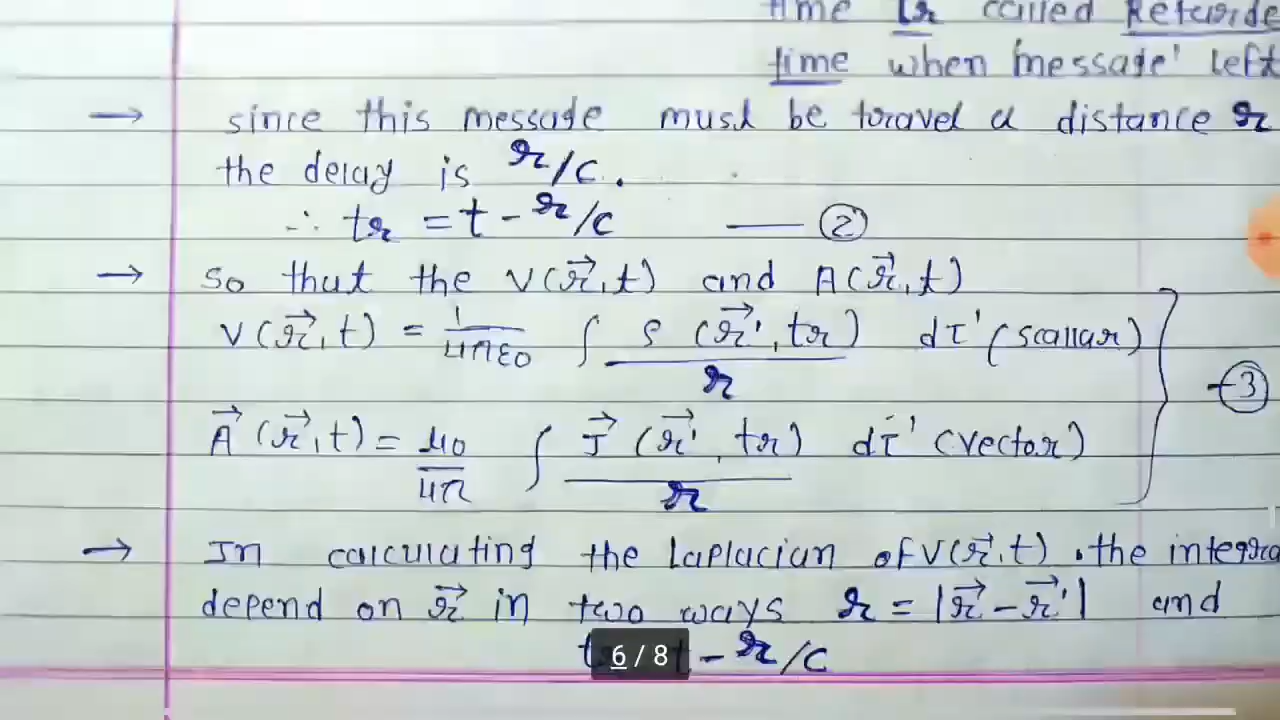 time tr called Retarde
time when 'message' left
→ since this message must be travel a distance r
the delay is r/c.
∴ tr = t - r/c —— ②
→ So that the V(r⃗,t) and A(r⃗,t)
V(r⃗,t) = 1/4πε0 ∫ ρ(r⃗',tr)/r dτ' (scallar)
A⃗(r⃗,t) = μ0/4π ∫ J⃗(r⃗',tr)/r dτ' (vector) } -③
→ In calculating the Laplacian of V(r⃗,t), the integra
depend on r⃗ in two ways r = |r⃗ - r⃗'| and
t - r/c
6 / 8